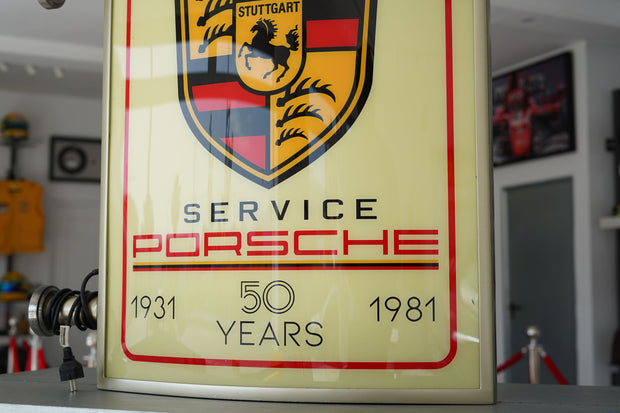 STUTTGART
SERVICE
PORSCHE
1931 50 YEARS 1981